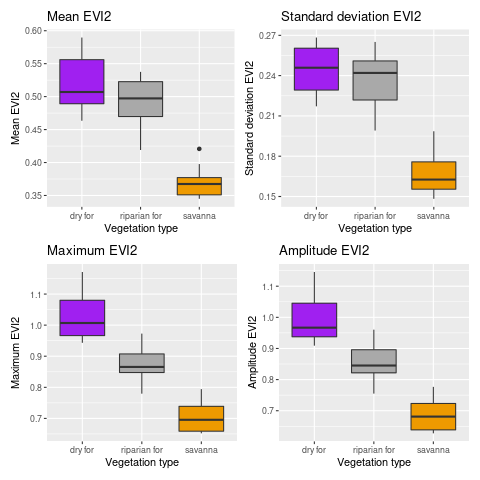 Mean EVI2
Standard deviation EVI2
0.60
0.55
0.50
0.45
0.40
0.35
Mean EVI2
dry for riparian for savanna
Vegetation type
0.27
0.24
0.21
0.18
0.15
Standard deviation EVI2
dry for riparian for savanna
Vegetation type
Maximum EVI2
Amplitude EVI2
1.1
1.0
0.9
0.8
0.7
Maximum EVI2
dry for riparian for savanna
Vegetation type
1.1
1.0
0.9
0.8
0.7
Amplitude EVI2
dry for riparian for savanna
Vegetation type